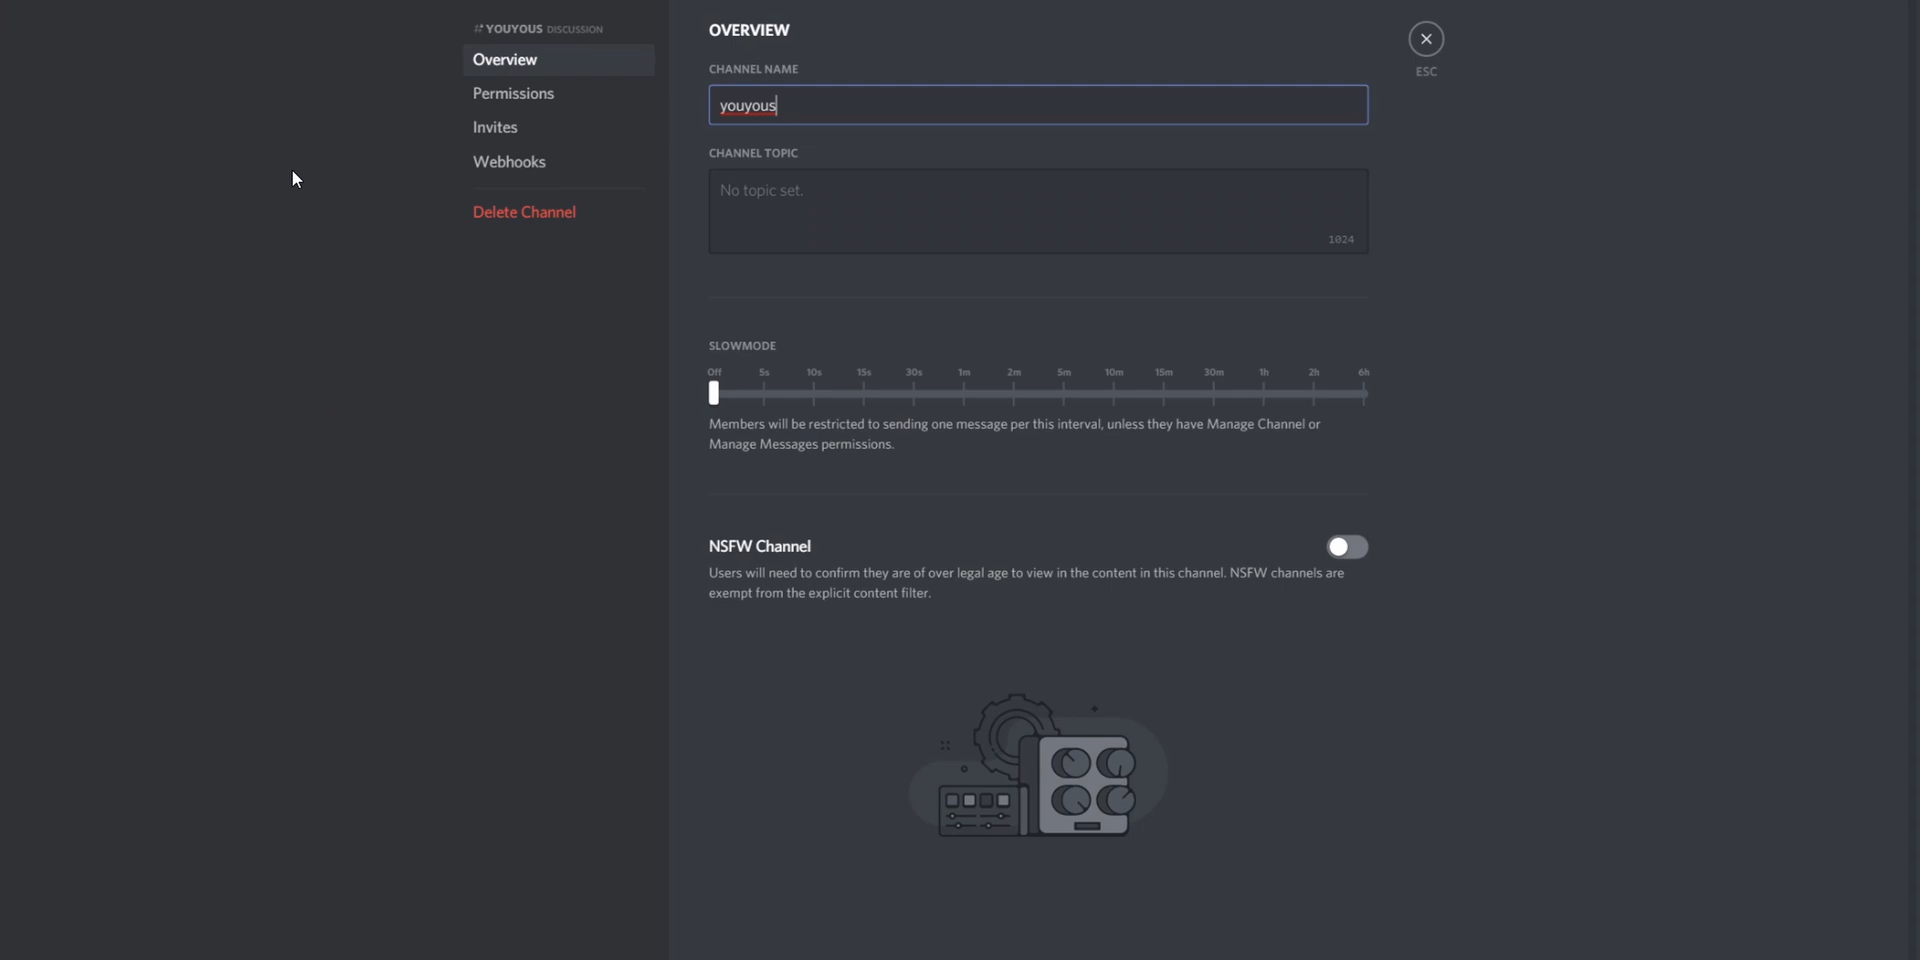 # YOUYOUS DISCUSSION
Overview
Permissions
Invites
Webhooks
Delete Channel
OVERVIEW
ESC
CHANNEL NAME
youyous
CHANNEL TOPIC
No topic set.
1024
SLOWMODE
Off 5s 10s 15s 30s 1m 2m 5m 10m 15m 30m 1h 2h 6h
Members will be restricted to sending one message per this interval, unless they have Manage Channel or
Manage Messages permissions.
NSFW Channel
Users will need to confirm they are of over legal age to view in the content in this channel. NSFW channels are
exempt from the explicit content filter.